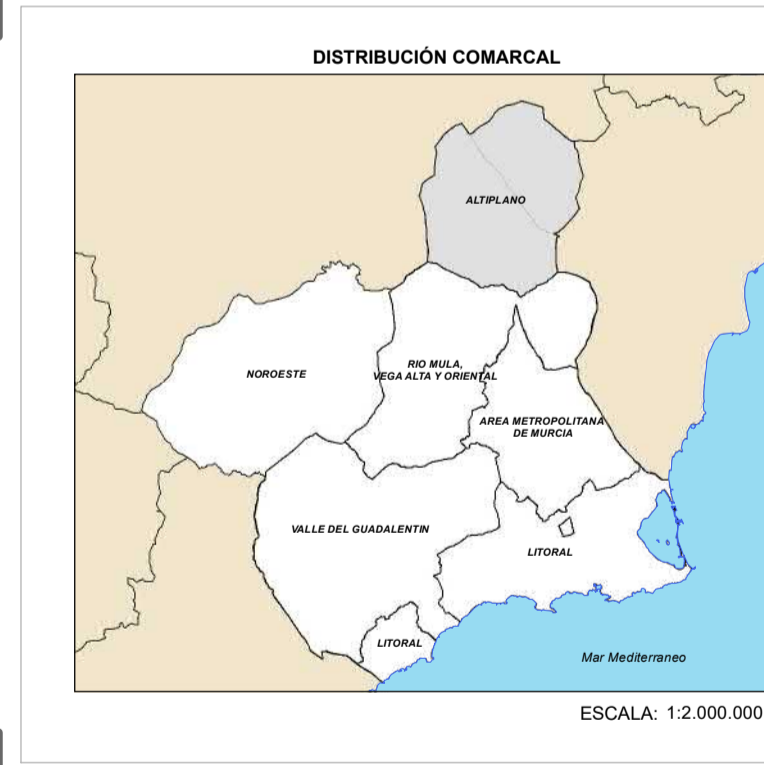 DISTRIBUCIÓN COMARCAL
ALTIPLANO
NOROESTE
RIO MULA,
VEGA ALTA Y ORIENTAL
AREA METROPOLITANA
DE MURCIA
VALLE DEL GUADALENTIN
LITORAL
LITORAL
Mar Mediterraneo
ESCALA: 1:2.000.000